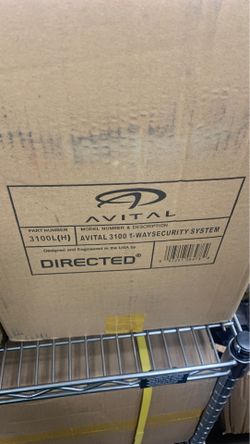 AVITAL
PART NUMBER
MODEL NUMBER & DESCRIPTION
3100L(H)
AVITAL 3100 1-WAYSECURITY SYSTEM
Designed and Engineered in the USA by
DIRECTED®